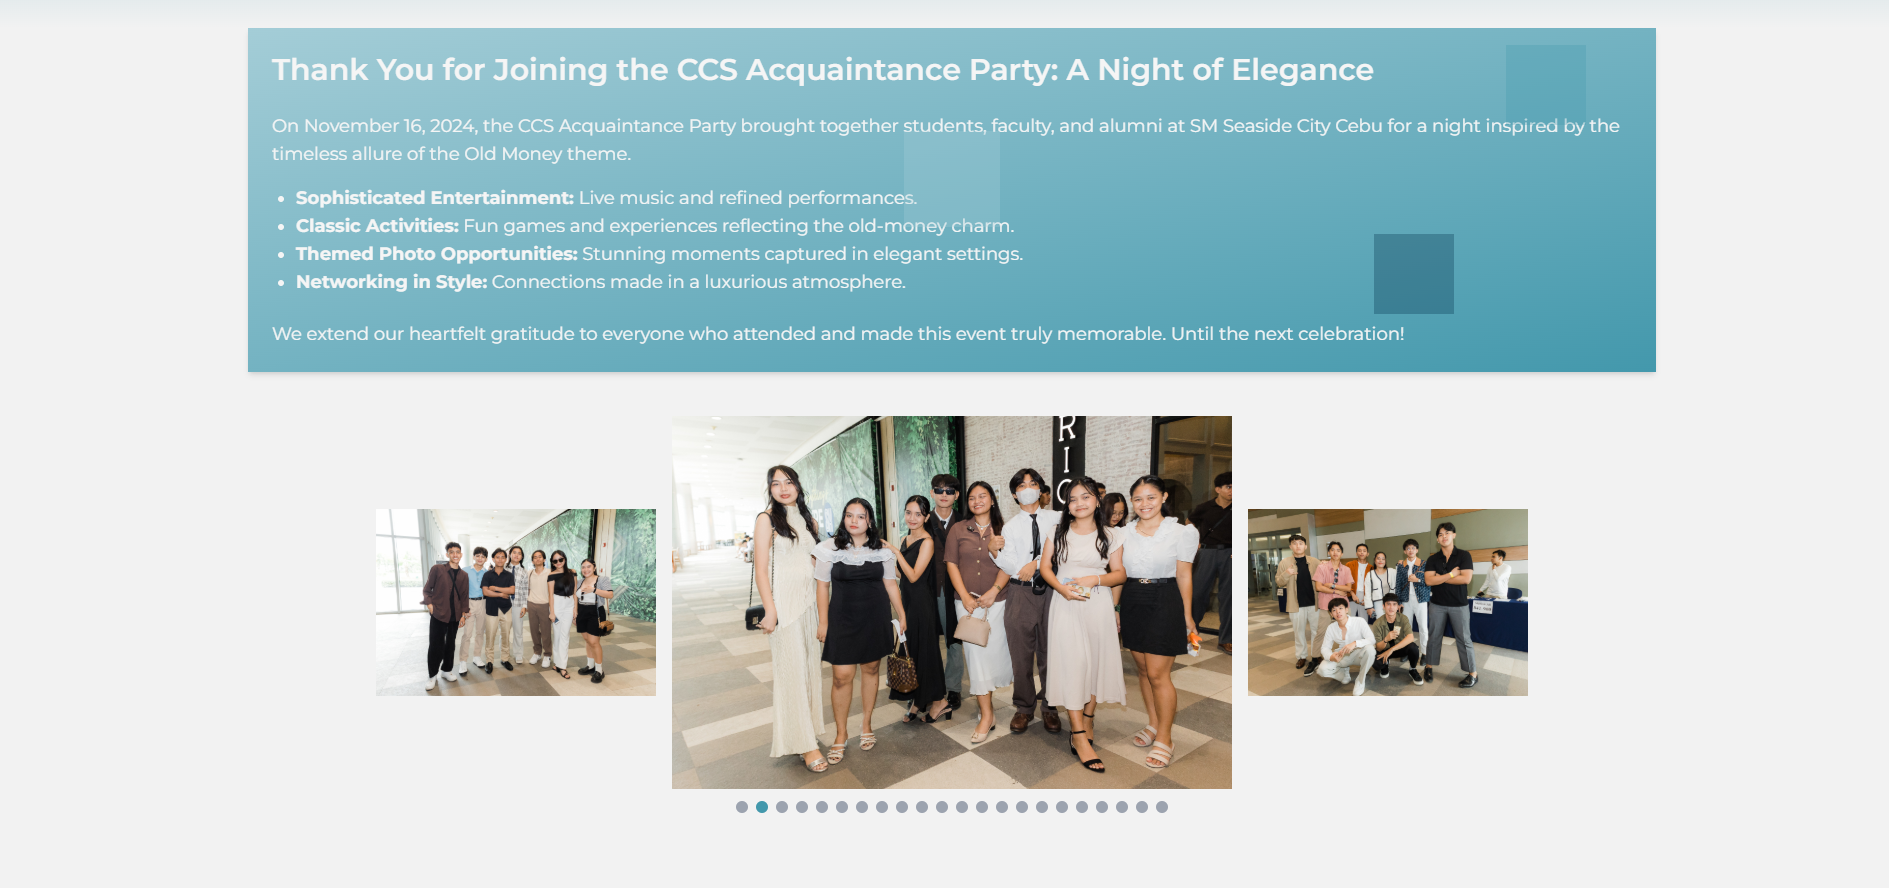 Thank You for Joining the CCS Acquaintance Party: A Night of Elegance
On November 16, 2024, the CCS Acquaintance Party brought together students, faculty, and alumni at SM Seaside City Cebu for a night inspired by the
timeless allure of the Old Money theme.
• Sophisticated Entertainment: Live music and refined performances.
• Classic Activities: Fun games and experiences reflecting the old-money charm.
• Themed Photo Opportunities: Stunning moments captured in elegant settings.
• Networking in Style: Connections made in a luxurious atmosphere.
We extend our heartfelt gratitude to everyone who attended and made this event truly memorable. Until the next celebration!
R
I
C